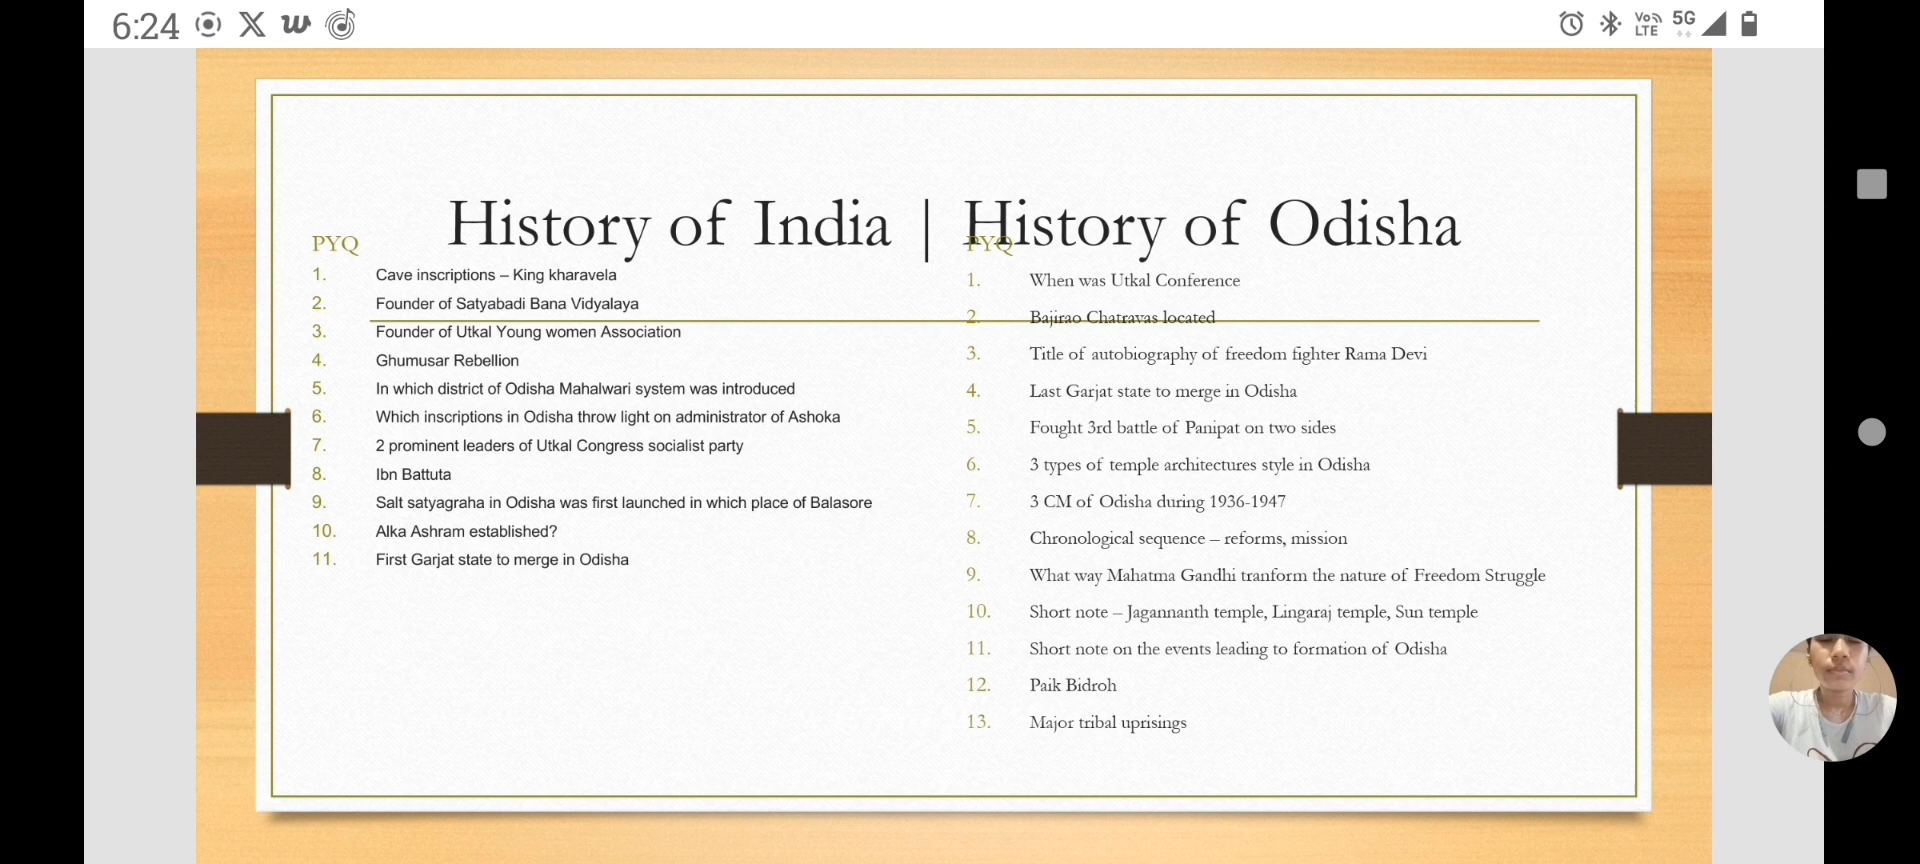 6:24
Vo LTE 5G
History of India | History of Odisha
PYQ
1. Cave inscriptions – King kharavela
2. Founder of Satyabadi Bana Vidyalaya
3. Founder of Utkal Young women Association
4. Ghumusar Rebellion
5. In which district of Odisha Mahalwari system was introduced
6. Which inscriptions in Odisha throw light on administrator of Ashoka
7. 2 prominent leaders of Utkal Congress socialist party
8. Ibn Battuta
9. Salt satyagraha in Odisha was first launched in which place of Balasore
10. Alka Ashram established?
11. First Garjat state to merge in Odisha
PYQ
1. When was Utkal Conference
2. Bajirao Chatravas located
3. Title of autobiography of freedom fighter Rama Devi
4. Last Garjat state to merge in Odisha
5. Fought 3rd battle of Panipat on two sides
6. 3 types of temple architectures style in Odisha
7. 3 CM of Odisha during 1936-1947
8. Chronological sequence – reforms, mission
9. What way Mahatma Gandhi tranform the nature of Freedom Struggle
10. Short note – Jagannanth temple, Lingaraj temple, Sun temple
11. Short note on the events leading to formation of Odisha
12. Paik Bidroh
13. Major tribal uprisings